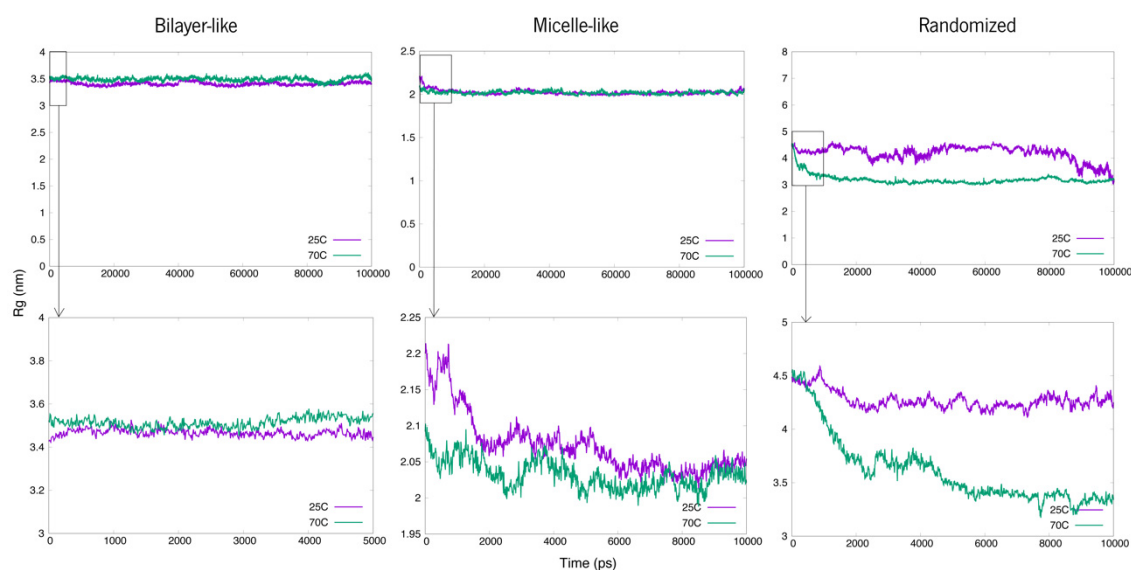 Bilayer-like
Micelle-like
Randomized
4
3.5
3
2.5
2
1.5
1
0.5
0
0 20000 40000 60000 80000 100000
25C
70C
2.5
2
1.5
1
0.5
0
0 20000 40000 60000 80000 100000
25C
70C
8
7
6
5
4
3
2
1
0
0 20000 40000 60000 80000 100000
25C
70C
Rg (nm)
4
3.8
3.6
3.4
3.2
3
0 1000 2000 3000 4000 5000
25C
70C
2.25
2.2
2.15
2.1
2.05
2
1.95
0 2000 4000 6000 8000 10000
25C
70C
5
4.5
4
3.5
3
0 2000 4000 6000 8000 10000
25C
70C
Time (ps)